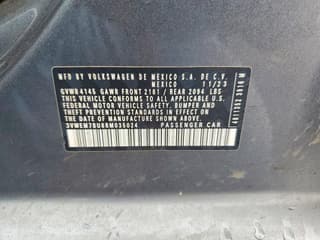 MFD BY VOLKSWAGEN DE MEXICO S.A. DE C.V.
MEXICO 11/23
GVWR 4145 GAWR FRONT 2161 / REAR 2094 LBS
THIS VEHICLE CONFORMS TO ALL APPLICABLE
FEDERAL MOTOR VEHICLE SAFETY, BUMPER AND
THEFT PREVENTION STANDARDS IN EFFECT ON
THE DATE OF MANUFACTURE SHOWN ABOVE.
PASSENGER CAR